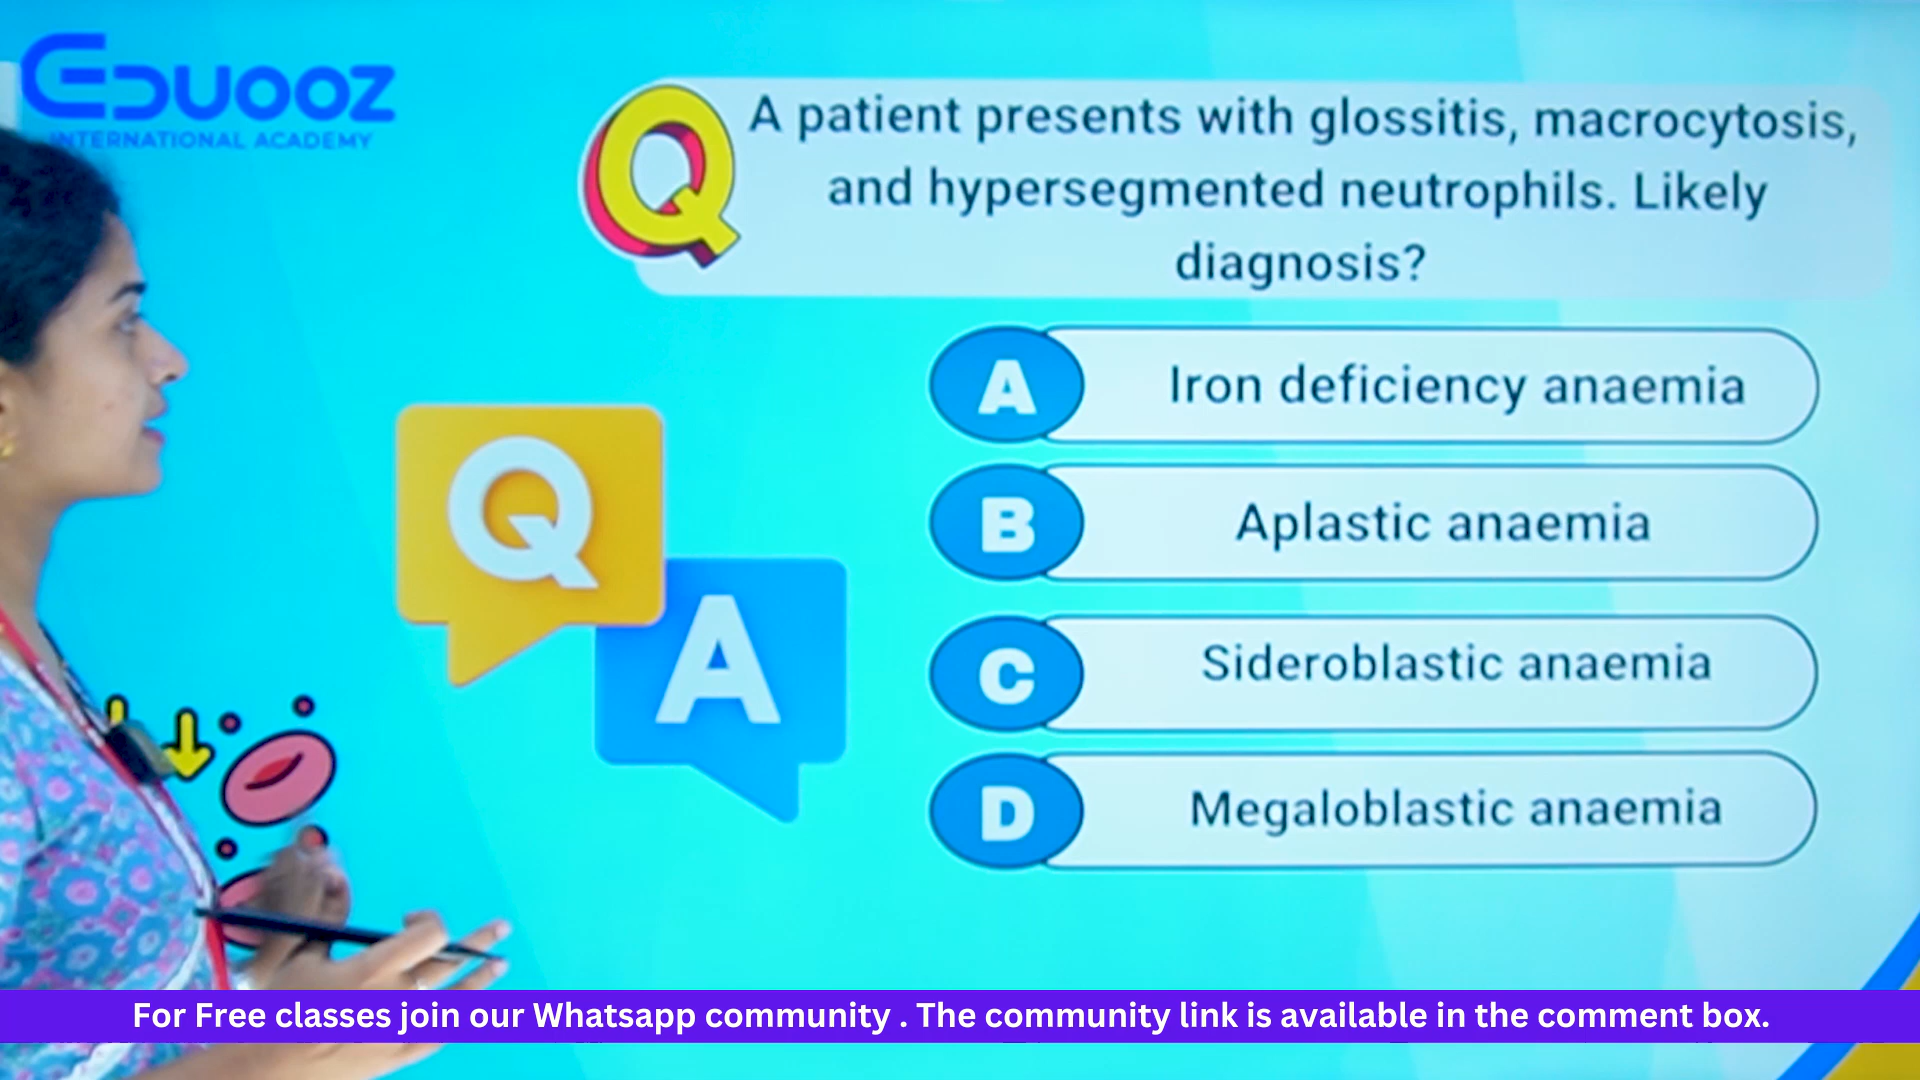 EDUOOZ
INTERNATIONAL ACADEMY
Q
A patient presents with glossitis, macrocytosis,
and hypersegmented neutrophils. Likely
diagnosis?
A Iron deficiency anaemia
B Aplastic anaemia
C Sideroblastic anaemia
D Megaloblastic anaemia
Q
A
For Free classes join our Whatsapp community . The community link is available in the comment box.